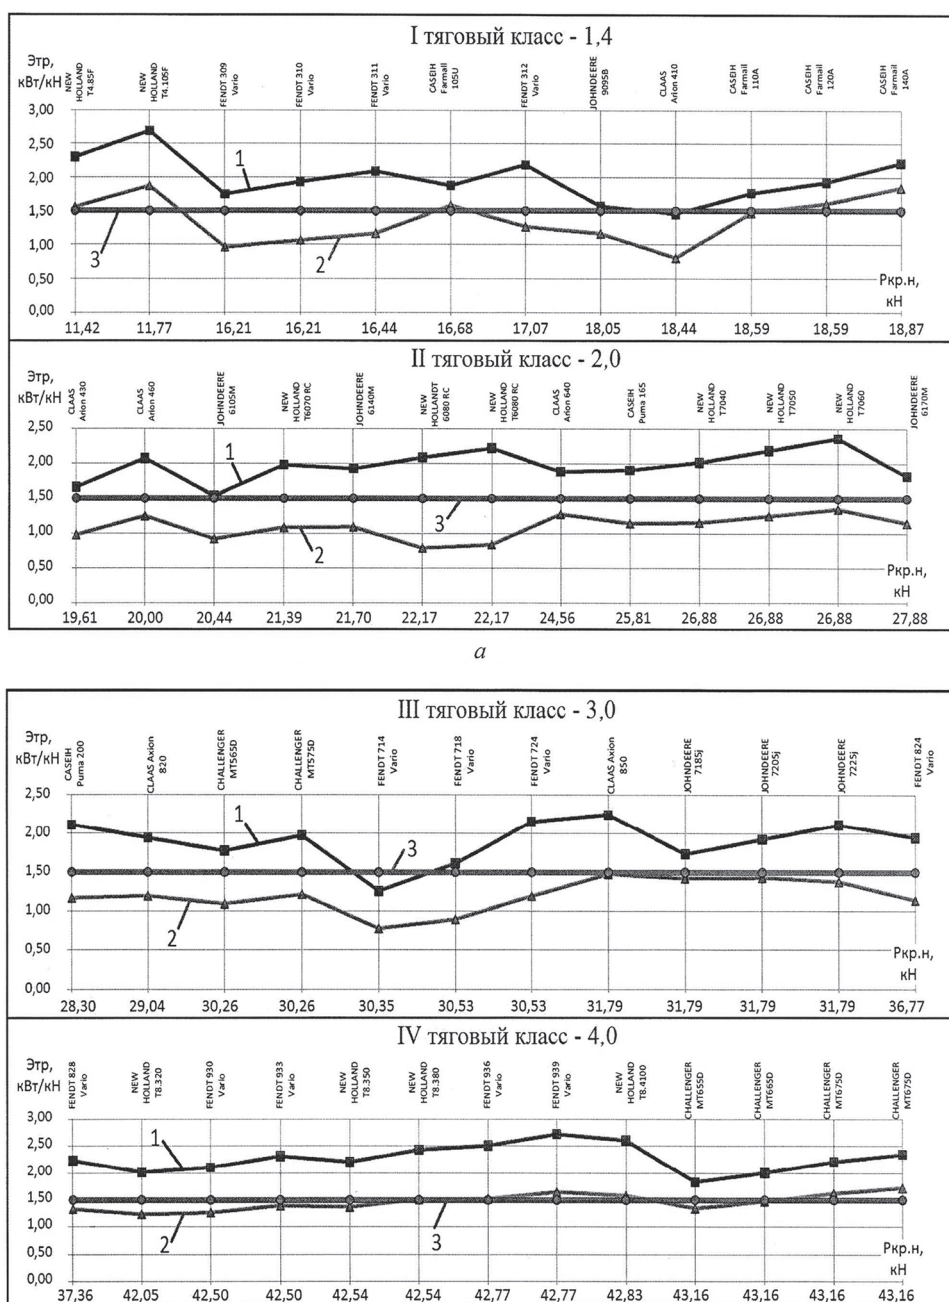 I тяговый класс - 1,4
Этр,
кВт/кН
NEW
HOLLAND
T4.85F
NEW
HOLLAND
T4.105F
FENDT 309
Vario
FENDT 310
Vario
FENDT 311
Vario
CASEIH
Farmall
105U
FENDT 312
Vario
JOHNDEERE
9095B
CLAAS
Arion 410
CASEIH
Farmail
110A
CASEIH
Farmail
120A
CASEIH
Farmail
140A
3,00
2,50
2,00
1,50
1,00
0,50
0,00
1
2
3
Ркр.н,
кН
11,42 11,77 16,21 16,21 16,44 16,68 17,07 18,05 18,44 18,59 18,59 18,87
II тяговый класс - 2,0
Этр,
кВт/кН
CLAAS
Arion 430
CLAAS
Arion 460
JOHNDEERE
6105M
NEW
HOLLAND
T6070 RC
JOHNDEERE
6140M
NEW
HOLLANDT
6080 RC
NEW
HOLLAND
T6080 RC
CLAAS
Arion 640
CASEIH
Puma 165
NEW
HOLLAND
T7040
NEW
HOLLAND
T7050
NEW
HOLLAND
T7060
JOHNDEERE
6170M
2,50
2,00
1,50
1,00
0,50
0,00
1
3
2
Ркр.н,
кН
19,61 20,00 20,44 21,39 21,70 22,17 22,17 24,56 25,81 26,88 26,88 26,88 27,88
а
III тяговый класс - 3,0
Этр,
кВт/кН
CASEIH
Puma 200
CLAAS Axion
820
CHALLENGER
MT565D
CHALLENGER
MT575D
FENDT 714
Vario
FENDT 718
Vario
FENDT 724
Vario
CLAAS Axion
850
JOHNDEERE
7185j
JOHNDEERE
7205j
JOHNDEERE
7225j
FENDT 824
Vario
2,50
2,00
1,50
1,00
0,50
0,00
1
3
2
Ркр.н,
кН
28,30 29,04 30,26 30,26 30,35 30,53 30,53 31,79 31,79 31,79 31,79 36,77
IV тяговый класс - 4,0
Этр,
кВт/кН
FENDT 828
Vario
NEW
HOLLAND
T8.320
FENDT 930
Vario
FENDT 933
Vario
NEW
HOLLAND
T8.350
NEW
HOLLAND
T8.380
FENDT 936
Vario
FENDT 939
Vario
NEW
HOLLAND
T8.4100
CHALLENGER
MT655D
CHALLENGER
MT665D
CHALLENGER
MT675D
CHALLENGER
MT675D
3,00
2,50
2,00
1,50
1,00
0,50
0,00
1
2
3
Ркр.н,
кН
37,36 42,05 42,50 42,50 42,54 42,54 42,77 42,77 42,83 43,16 43,16 43,16 43,16